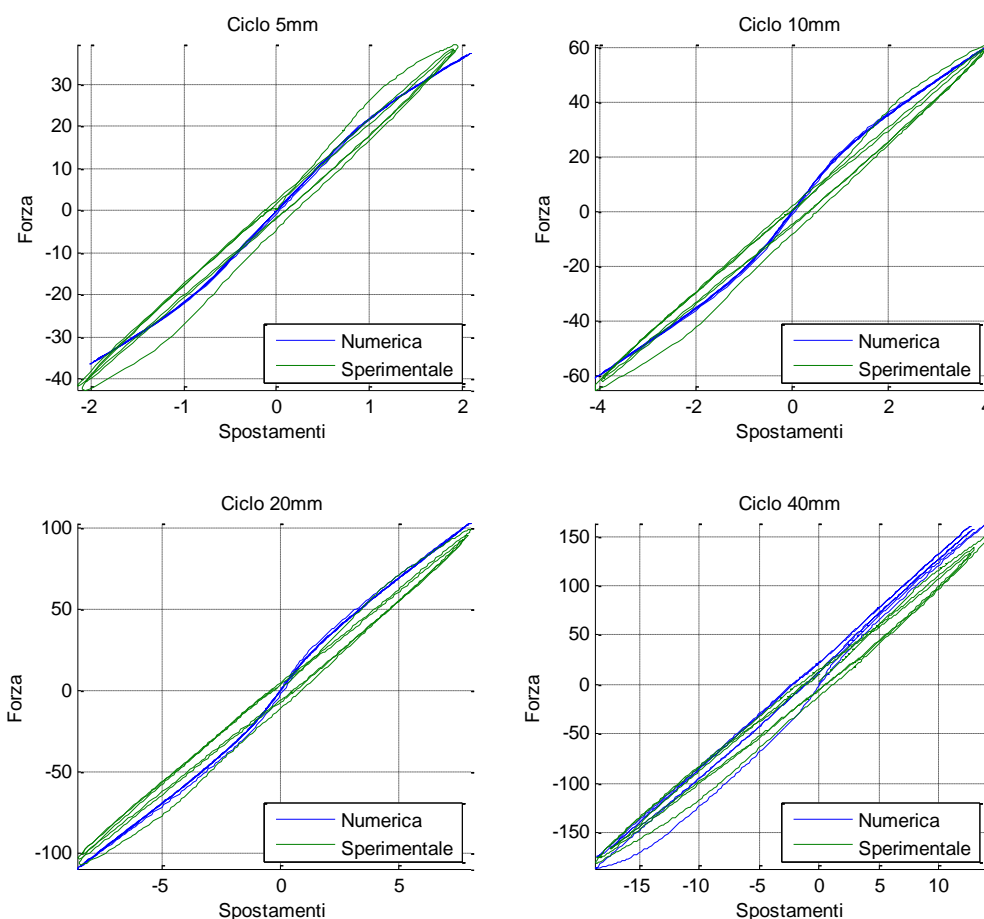 Ciclo 5mm
30
20
10
0
-10
-20
-30
-40
Forza
-2
-1
0
1
2
Spostamenti
Numerica
Sperimentale
Ciclo 10mm
60
40
20
0
-20
-40
-60
Forza
-4
-2
0
2
4
Spostamenti
Numerica
Sperimentale
Ciclo 20mm
100
50
0
-50
-100
Forza
-5
0
5
Spostamenti
Numerica
Sperimentale
Ciclo 40mm
150
100
50
0
-50
-100
-150
Forza
-15
-10
-5
0
5
10
Spostamenti
Numerica
Sperimentale